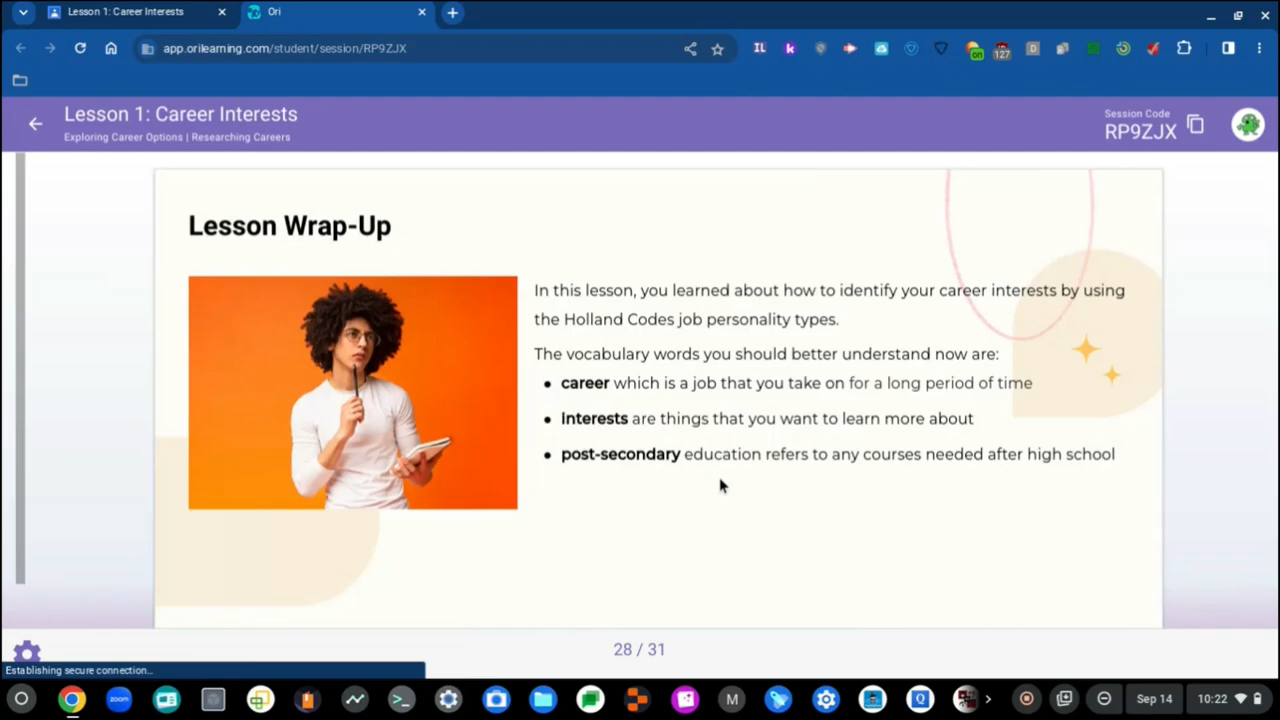 Lesson 1: Career Interests
Ori
app.orilearning.com/student/session/RP9ZJX
IL
k
on
127
D
Lesson 1: Career Interests
Exploring Career Options | Researching Careers
Session Code
RP9ZJX
Lesson Wrap-Up
In this lesson, you learned about how to identify your career interests by using
the Holland Codes job personality types.
The vocabulary words you should better understand now are:
• career which is a job that you take on for a long period of time
• interests are things that you want to learn more about
• post-secondary education refers to any courses needed after high school
28 / 31
Establishing secure connection...
zoom
M
Q
Sep 14
10:22